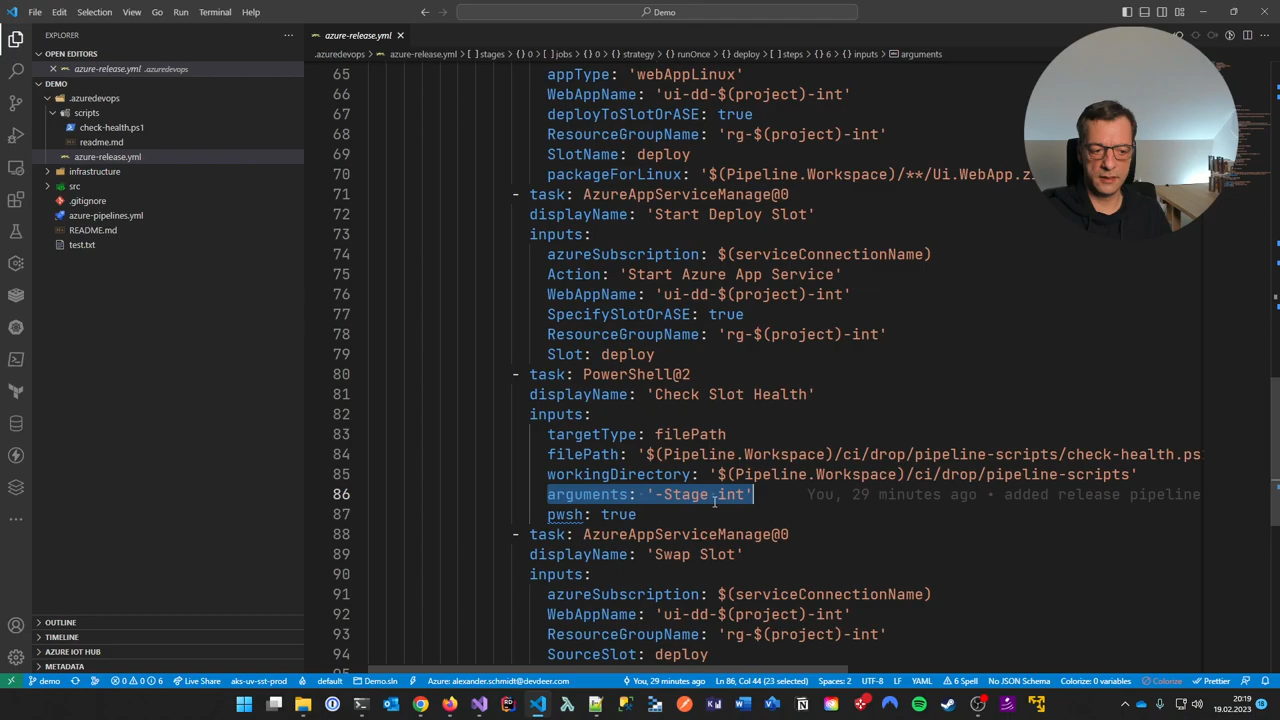 File Edit Selection View Go Run Terminal Help
Demo
EXPLORER
azure-release.yml
OPEN EDITORS
.azuredevops > azure-release.yml > [ ] stages > {} 0 > [ ] jobs > {} 0 > strategy > runOnce > deploy > [ ] steps > {} 6 > inputs > arguments
azure-release.yml .azuredevops
DEMO
.azuredevops
scripts
check-health.ps1
readme.md
azure-release.yml
infrastructure
src
.gitignore
azure-pipelines.yml
README.md
test.txt
65 appType: 'webAppLinux'
66 WebAppName: 'ui-dd-$(project)-int'
67 deployToSlotOrASE: true
68 ResourceGroupName: 'rg-$(project)-int'
69 SlotName: deploy
70 packageForLinux: '$(Pipeline.Workspace)/**/Ui.WebApp.z
71 - task: AzureAppServiceManage@0
72 displayName: 'Start Deploy Slot'
73 inputs:
74 azureSubscription: $(serviceConnectionName)
75 Action: 'Start Azure App Service'
76 WebAppName: 'ui-dd-$(project)-int'
77 SpecifySlotOrASE: true
78 ResourceGroupName: 'rg-$(project)-int'
79 Slot: deploy
80 - task: PowerShell@2
81 displayName: 'Check Slot Health'
82 inputs:
83 targetType: filePath
84 filePath: '$(Pipeline.Workspace)/ci/drop/pipeline-scripts/check-health.ps
85 workingDirectory: '$(Pipeline.Workspace)/ci/drop/pipeline-scripts'
86 arguments: '-Stage int' You, 29 minutes ago • added release pipeline
87 pwsh: true
88 - task: AzureAppServiceManage@0
89 displayName: 'Swap Slot'
90 inputs:
91 azureSubscription: $(serviceConnectionName)
92 WebAppName: 'ui-dd-$(project)-int'
93 ResourceGroupName: 'rg-$(project)-int'
94 SourceSlot: deploy
OUTLINE
TIMELINE
AZURE IOT HUB
METADATA
demo 0 0 6 Live Share aks-uv-sst-prod default Demo.sln Azure: alexander.schmidt@devdeer.com You, 29 minutes ago Ln 86, Col 44 (23 selected) Spaces: 2 UTF-8 LF YAML 6 Spell No JSON Schema Colorize: 0 variables Colorize Prettier
20:19
19.02.2023